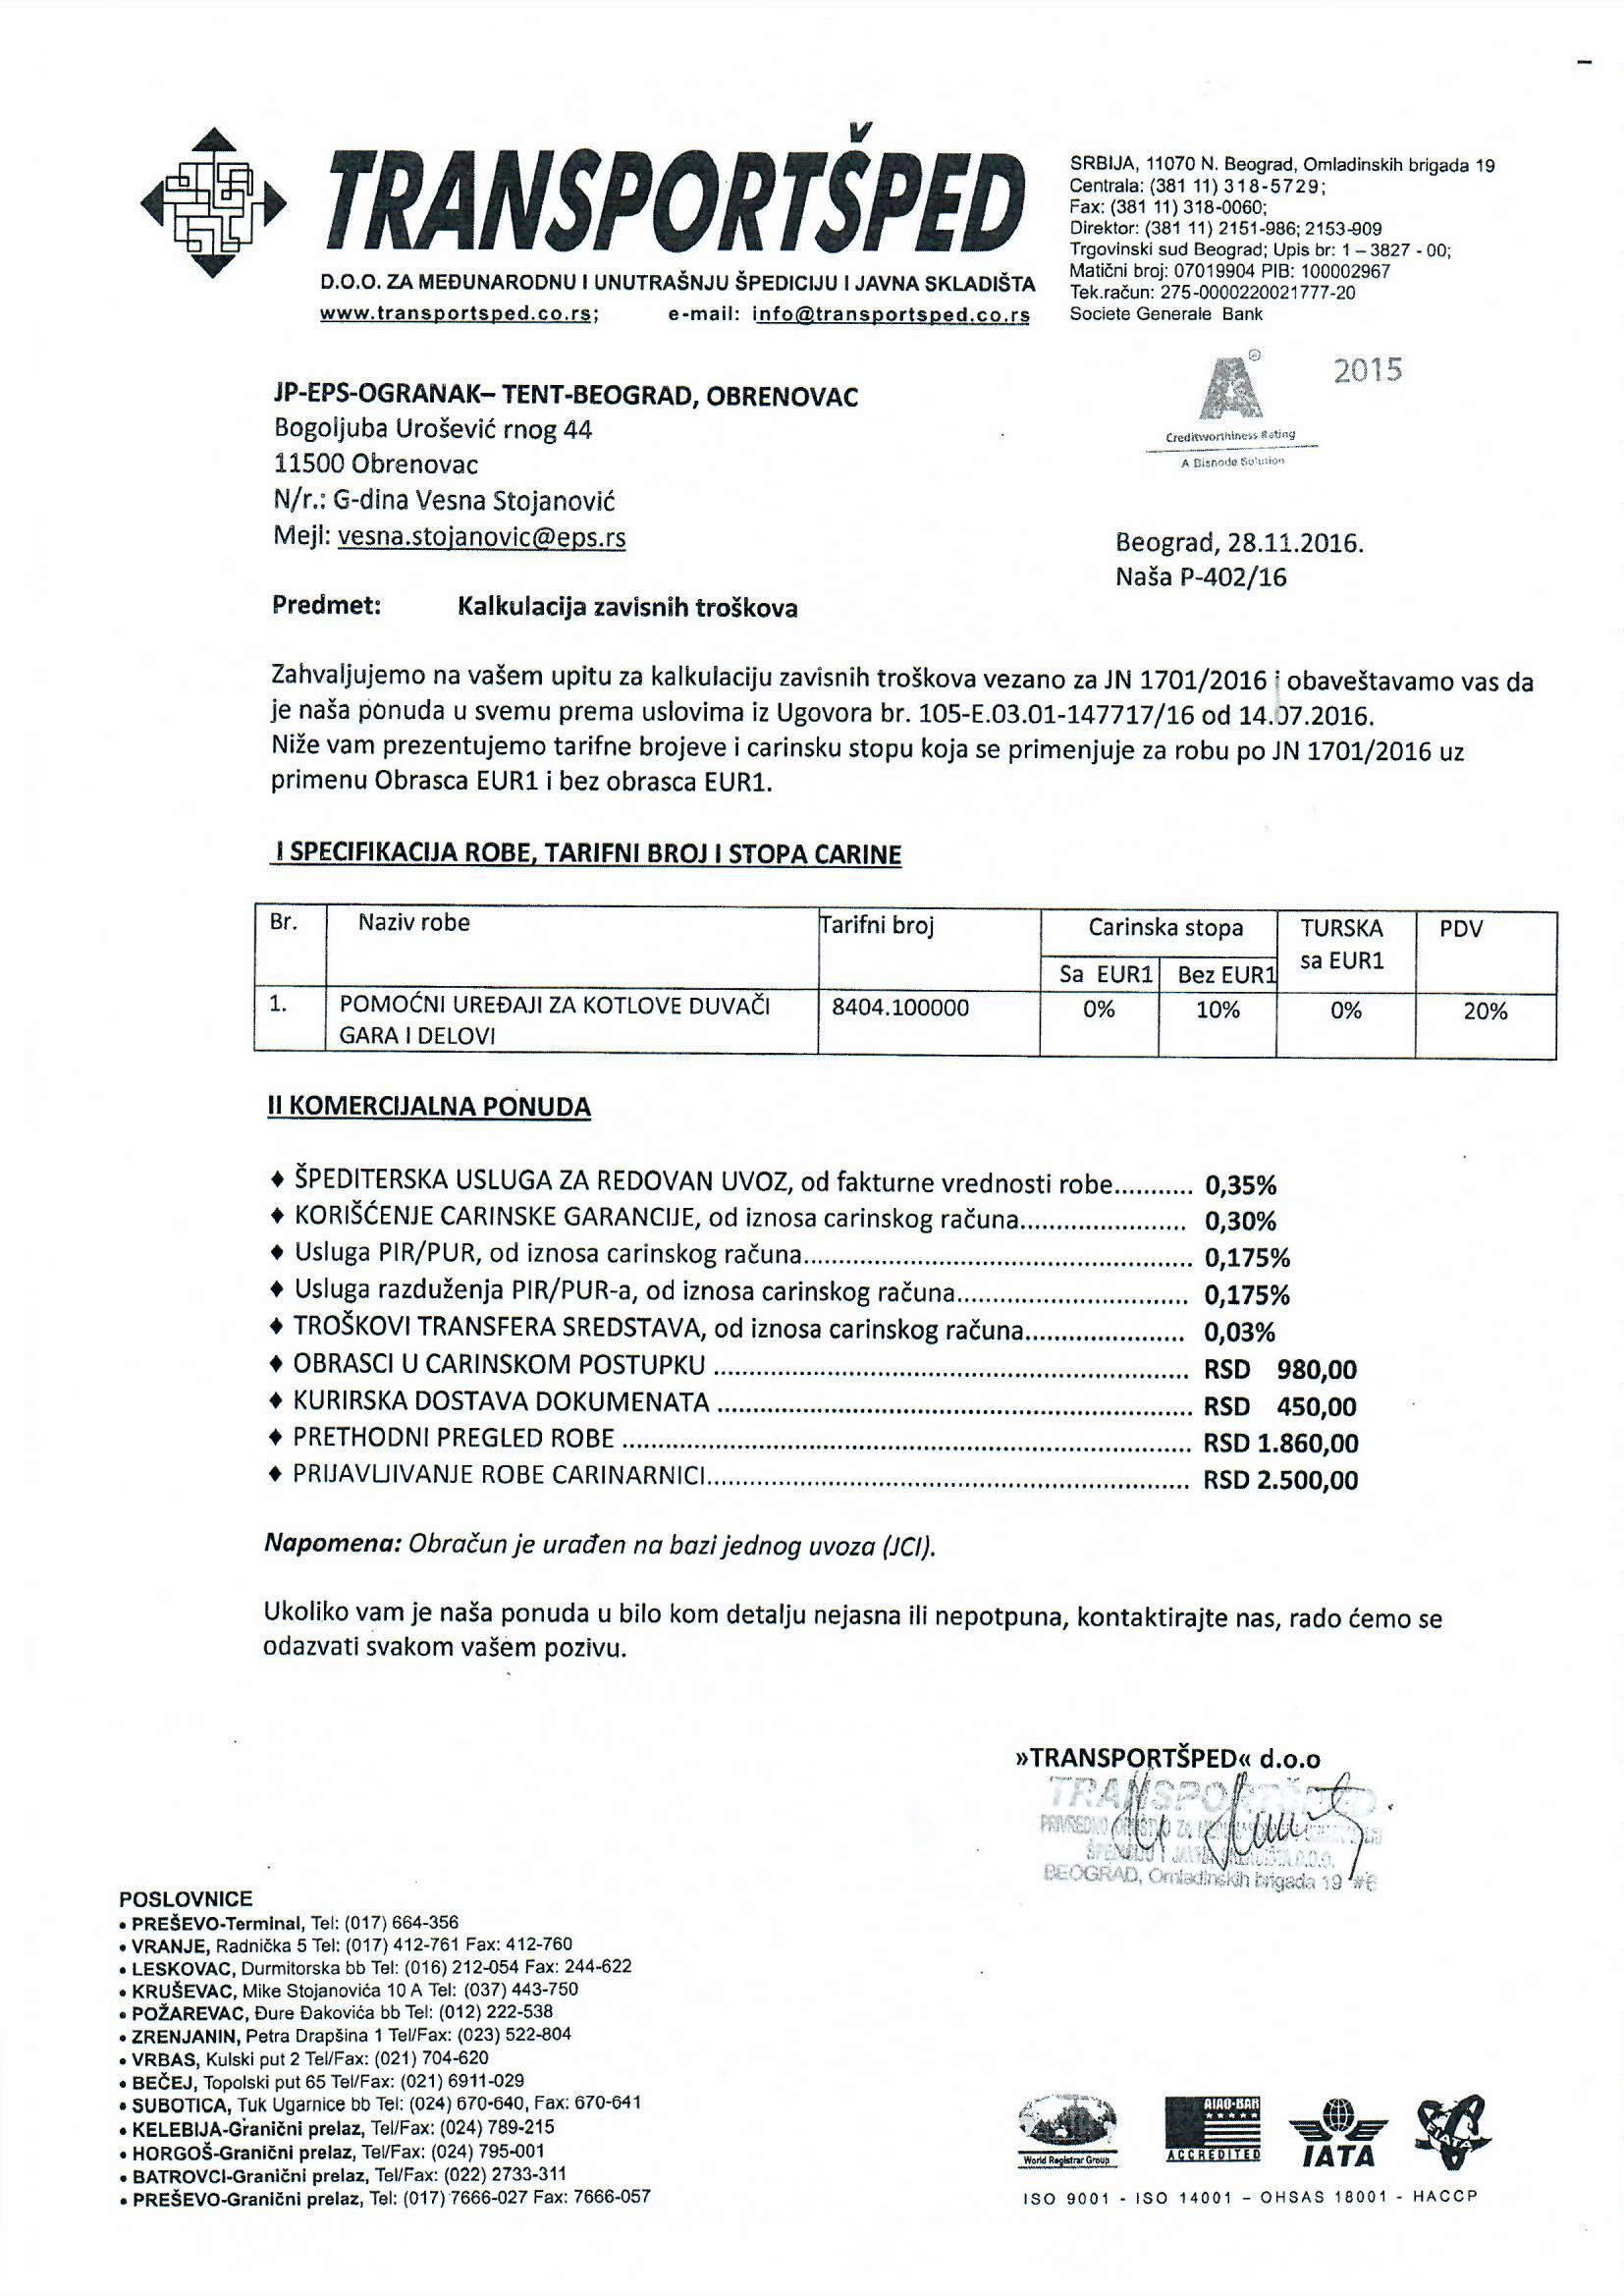 TRANSPORTŠPED
D.O.O. ZA MEĐUNARODNU I UNUTRAŠNJU ŠPEDICIJU I JAVNA SKLADIŠTA
www.transportsped.co.rs; e-mail: info@transportsped.co.rs
SRBIJA, 11070 N. Beograd, Omladinskih brigada 19
Centrala: (381 11) 318-5729;
Fax: (381 11) 318-0060;
Direktor: (381 11) 2151-986; 2153-909
Trgovinski sud Beograd; Upis br: 1 – 3827 - 00;
Matični broj: 07019904 PIB: 100002967
Tek.račun: 275-0000220021777-20
Societe Generale Bank
A ® 2015
Creditworthiness Rating
A Bisnode Solution
JP-EPS-OGRANAK– TENT-BEOGRAD, OBRENOVAC
Bogoljuba Urošević rnog 44
11500 Obrenovac
N/r.: G-dina Vesna Stojanović
Mejl: vesna.stojanovic@eps.rs
Beograd, 28.11.2016.
Naša P-402/16
Predmet: Kalkulacija zavisnih troškova
Zahvaljujemo na vašem upitu za kalkulaciju zavisnih troškova vezano za JN 1701/2016 i obaveštavamo vas da
je naša ponuda u svemu prema uslovima iz Ugovora br. 105-E.03.01-147717/16 od 14.07.2016.
Niže vam prezentujemo tarifne brojeve i carinsku stopu koja se primenjuje za robu po JN 1701/2016 uz
primenu Obrasca EUR1 i bez obrasca EUR1.
I SPECIFIKACIJA ROBE, TARIFNI BROJ I STOPA CARINE
Br. Naziv robe Tarifni broj Carinska stopa TURSKA PDV
Sa EUR1 Bez EUR1 sa EUR1
1. POMOĆNI UREĐAJI ZA KOTLOVE DUVAČI 8404.100000 0% 10% 0% 20%
GARA I DELOVI
II KOMERCIJALNA PONUDA
♦ ŠPEDITERSKA USLUGA ZA REDOVAN UVOZ, od fakturne vrednosti robe........... 0,35%
♦ KORIŠĆENJE CARINSKE GARANCIJE, od iznosa carinskog računa....................... 0,30%
♦ Usluga PIR/PUR, od iznosa carinskog računa...................................................... 0,175%
♦ Usluga razduženja PIR/PUR-a, od iznosa carinskog računa................................ 0,175%
♦ TROŠKOVI TRANSFERA SREDSTAVA, od iznosa carinskog računa...................... 0,03%
♦ OBRASCI U CARINSKOM POSTUPKU .................................................................. RSD 980,00
♦ KURIRSKA DOSTAVA DOKUMENATA .................................................................. RSD 450,00
♦ PRETHODNI PREGLED ROBE ............................................................................... RSD 1.860,00
♦ PRIJAVLJIVANJE ROBE CARINARNICI................................................................... RSD 2.500,00
Napomena: Obračun je urađen na bazi jednog uvoza (JCI).
Ukoliko vam je naša ponuda u bilo kom detalju nejasna ili nepotpuna, kontaktirajte nas, rado ćemo se
odazvati svakom vašem pozivu.
»TRANSPORTŠPED« d.o.o
TRANSPORTŠPED
ŠPEDICIJU I JAVNA SKLADIŠTA D.O.O.
BEOGRAD, Omladinskih brigada 19 #6
POSLOVNICE
• PREŠEVO-Terminal, Tel: (017) 664-356
• VRANJE, Radnička 5 Tel: (017) 412-761 Fax: 412-760
• LESKOVAC, Durmitorska bb Tel: (016) 212-054 Fax: 244-622
• KRUŠEVAC, Mike Stojanovića 10 A Tel: (037) 443-750
• POŽAREVAC, Đure Đakovića bb Tel: (012) 222-538
• ZRENJANIN, Petra Drapšina 1 Tel/Fax: (023) 522-804
• VRBAS, Kulski put 2 Tel/Fax: (021) 704-620
• BEČEJ, Topolski put 65 Tel/Fax: (021) 6911-029
• SUBOTICA, Tuk Ugarnice bb Tel: (024) 670-640, Fax: 670-641
• KELEBIJA-Granični prelaz, Tel/Fax: (024) 789-215
• HORGOŠ-Granični prelaz, Tel/Fax: (024) 795-001
• BATROVCI-Granični prelaz, Tel/Fax: (022) 2733-311
• PREŠEVO-Granični prelaz, Tel: (017) 7666-027 Fax: 7666-057
World Registrar Group
AIAO-BAR
ACCREDITED
IATA
FIATA
ISO 9001 - ISO 14001 – OHSAS 18001 - HACCP